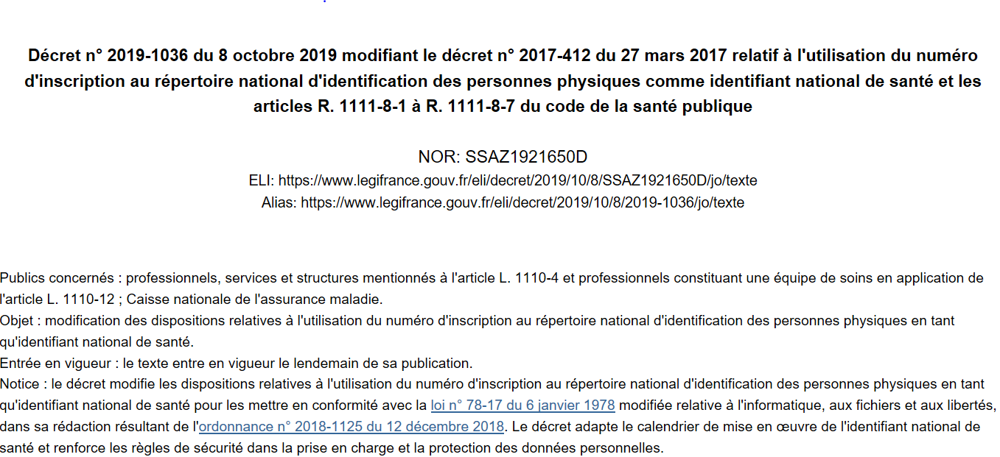 Décret n° 2019-1036 du 8 octobre 2019 modifiant le décret n° 2017-412 du 27 mars 2017 relatif à l'utilisation du numéro
d'inscription au répertoire national d'identification des personnes physiques comme identifiant national de santé et les
articles R. 1111-8-1 à R. 1111-8-7 du code de la santé publique
NOR: SSAZ1921650D
ELI: https://www.legifrance.gouv.fr/eli/decret/2019/10/8/SSAZ1921650D/jo/texte
Alias: https://www.legifrance.gouv.fr/eli/decret/2019/10/8/2019-1036/jo/texte
Publics concernés : professionnels, services et structures mentionnés à l'article L. 1110-4 et professionnels constituant une équipe de soins en application de
l'article L. 1110-12 ; Caisse nationale de l'assurance maladie.
Objet : modification des dispositions relatives à l'utilisation du numéro d'inscription au répertoire national d'identification des personnes physiques en tant
qu'identifiant national de santé.
Entrée en vigueur : le texte entre en vigueur le lendemain de sa publication.
Notice : le décret modifie les dispositions relatives à l'utilisation du numéro d'inscription au répertoire national d'identification des personnes physiques en tant
qu'identifiant national de santé pour les mettre en conformité avec la loi n° 78-17 du 6 janvier 1978 modifiée relative à l'informatique, aux fichiers et aux libertés,
dans sa rédaction résultant de l'ordonnance n° 2018-1125 du 12 décembre 2018. Le décret adapte le calendrier de mise en œuvre de l'identifiant national de
santé et renforce les règles de sécurité dans la prise en charge et la protection des données personnelles.